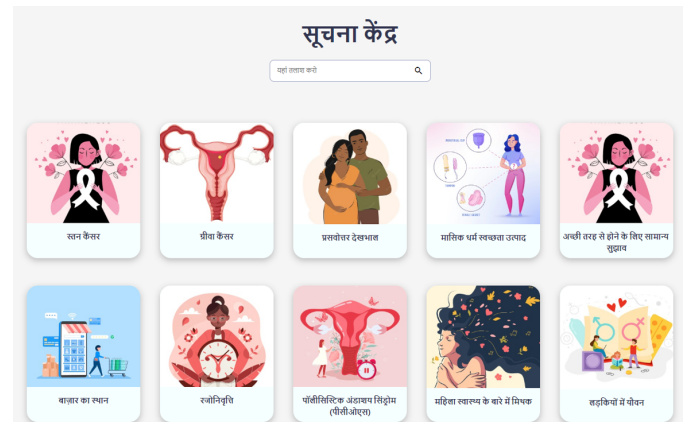 सूचना केंद्र
यहां तलाश करो
स्तन कैंसर
ग्रीवा कैंसर
प्रसवोत्तर देखभाल
मासिक धर्म स्वच्छता उत्पाद
अच्छी तरह से होने के लिए सामान्य
सुझाव
बाज़ार का स्थान
रजोनिवृत्ति
पॉलीसिस्टिक अंडाशय सिंड्रोम
(पीसीओएस)
महिला स्वास्थ्य के बारे में मिथक
लड़कियों में यौवन